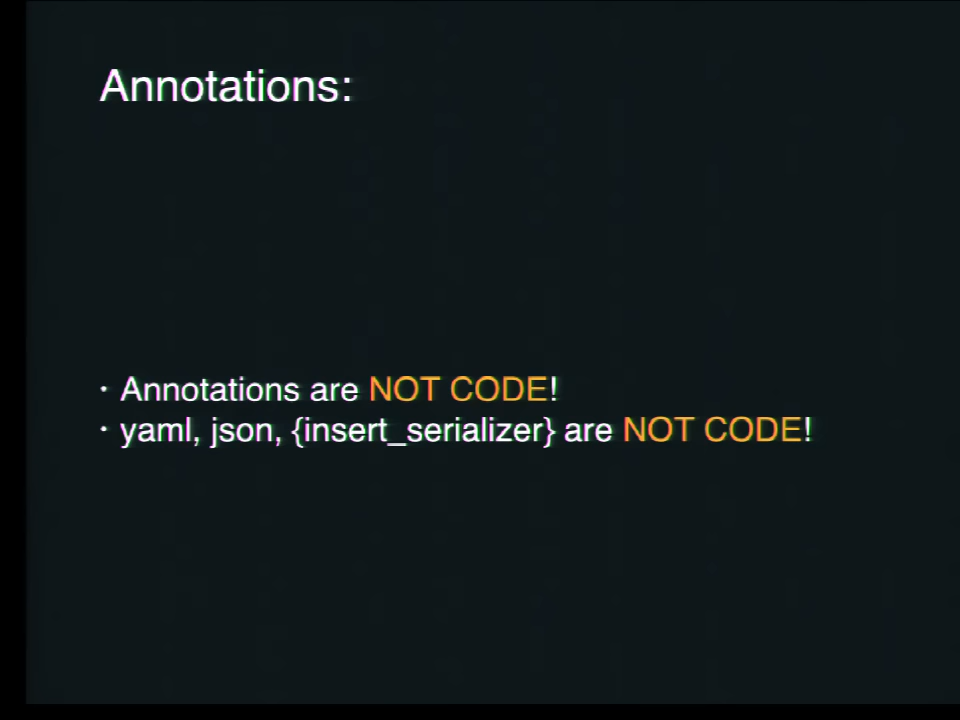 Annotations:
· Annotations are NOT CODE!
· yaml, json, {insert_serializer} are NOT CODE!